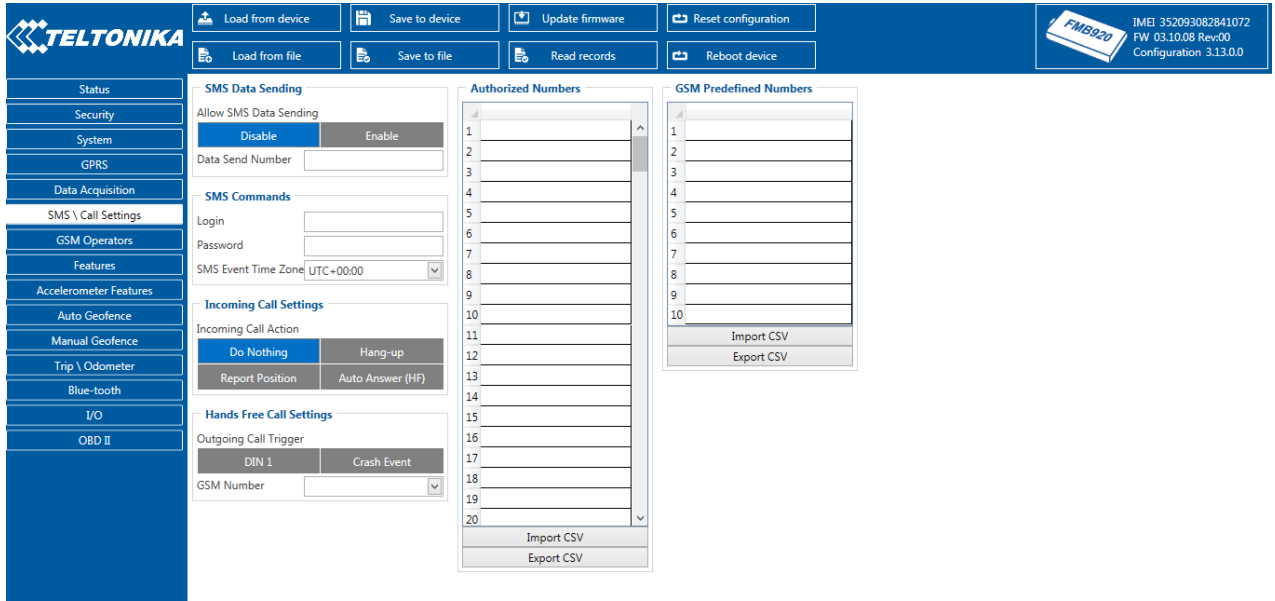 TELTONIKA
Load from device
Save to device
Update firmware
Reset configuration
Load from file
Save to file
Read records
Reboot device
FMB920
IMEI 352093082841072
FW 03.10.08 Rev:00
Configuration 3.13.0.0
Status
Security
System
GPRS
Data Acquisition
SMS \ Call Settings
GSM Operators
Features
Accelerometer Features
Auto Geofence
Manual Geofence
Trip \ Odometer
Blue-tooth
I/O
OBD II
SMS Data Sending
Allow SMS Data Sending
Disable Enable
Data Send Number
SMS Commands
Login
Password
SMS Event Time Zone UTC+00:00
Incoming Call Settings
Incoming Call Action
Do Nothing Hang-up
Report Position Auto Answer (HF)
Hands Free Call Settings
Outgoing Call Trigger
DIN 1 Crash Event
GSM Number
Authorized Numbers
1
2
3
4
5
6
7
8
9
10
11
12
13
14
15
16
17
18
19
20
Import CSV
Export CSV
GSM Predefined Numbers
1
2
3
4
5
6
7
8
9
10
Import CSV
Export CSV